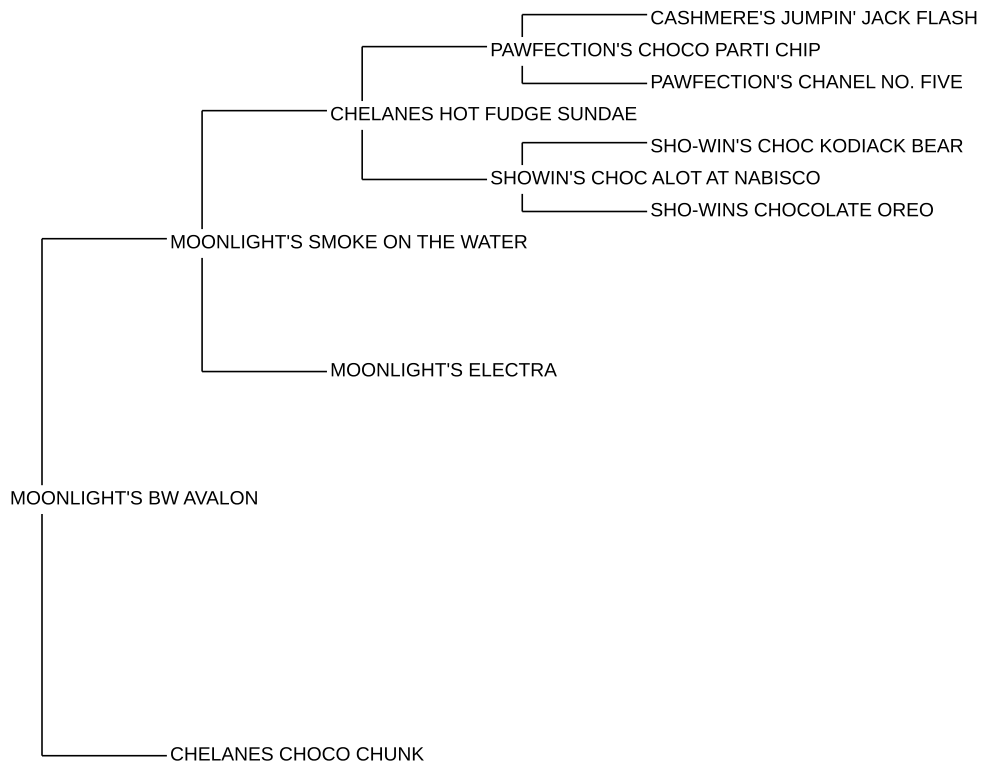 CASHMERE'S JUMPIN' JACK FLASH
PAWFECTION'S CHOCO PARTI CHIP
PAWFECTION'S CHANEL NO. FIVE
CHELANES HOT FUDGE SUNDAE
SHO-WIN'S CHOC KODIACK BEAR
SHOWIN'S CHOC ALOT AT NABISCO
SHO-WINS CHOCOLATE OREO
MOONLIGHT'S SMOKE ON THE WATER
MOONLIGHT'S ELECTRA
MOONLIGHT'S BW AVALON
CHELANES CHOCO CHUNK